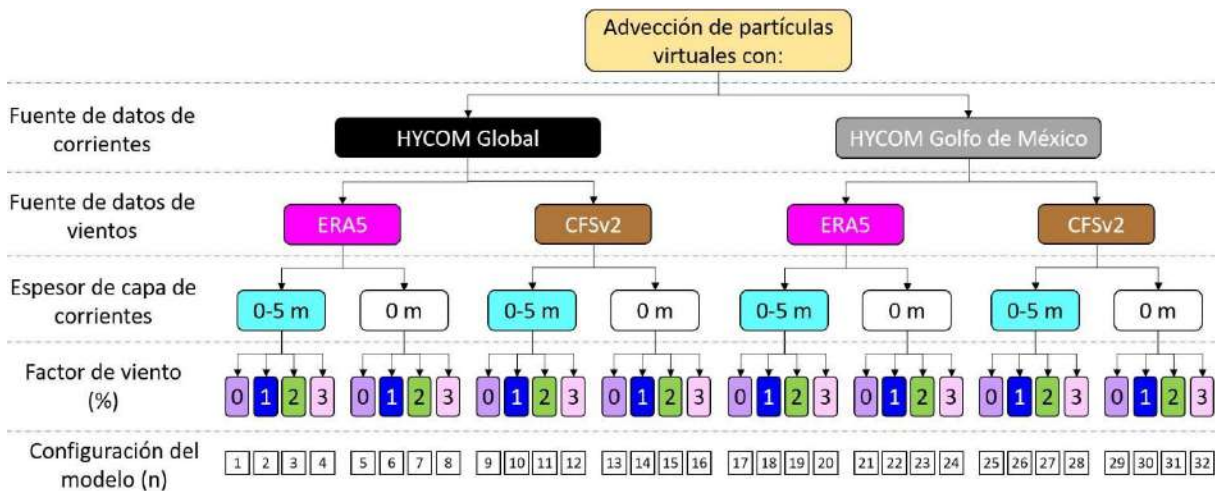 Advección de partículas
virtuales con:
Fuente de datos de
corrientes
HYCOM Global
HYCOM Golfo de México
Fuente de datos de
vientos
ERA5
CFSv2
ERA5
CFSv2
Espesor de capa de
corrientes
0-5 m
0 m
0-5 m
0 m
0-5 m
0 m
0-5 m
0 m
Factor de viento
(%)
0 1 2 3 0 1 2 3 0 1 2 3 0 1 2 3 0 1 2 3 0 1 2 3 0 1 2 3 0 1 2 3
Configuración del
modelo (n)
1 2 3 4 5 6 7 8 9 10 11 12 13 14 15 16 17 18 19 20 21 22 23 24 25 26 27 28 29 30 31 32